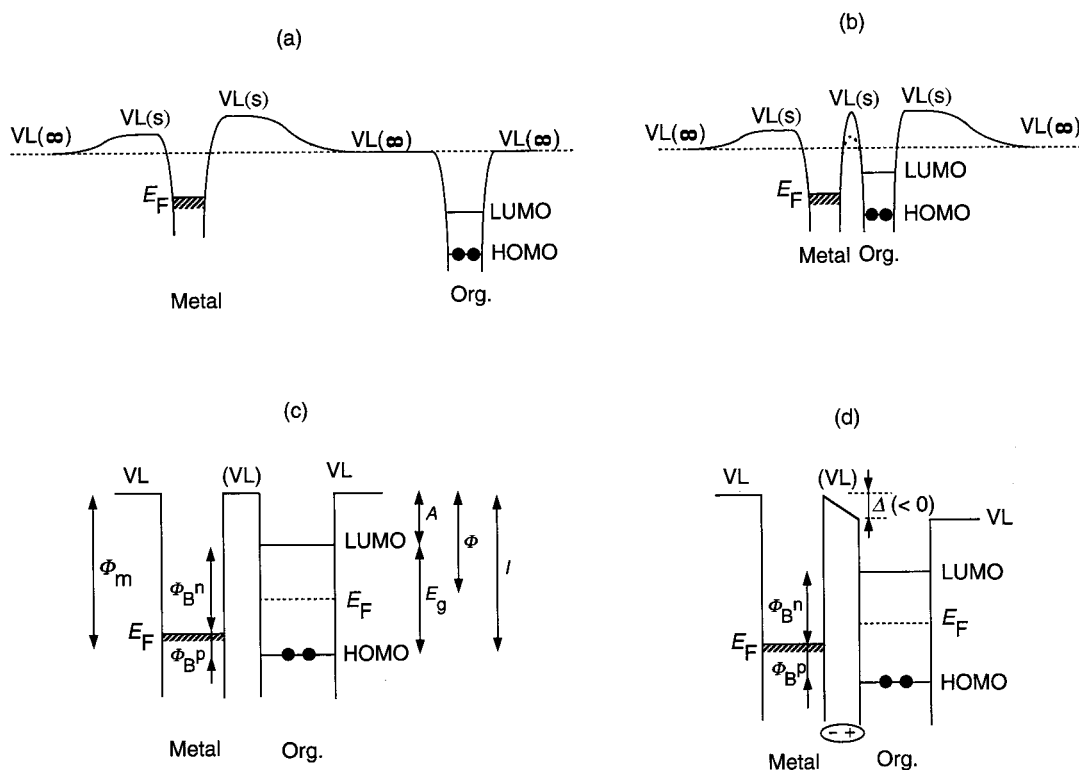 (a)
VL(∞)
VL(s)
VL(s)
VL(∞)
VL(∞)
E_F
LUMO
HOMO
Metal
Org.
(b)
VL(∞)
VL(s)
VL(s)
VL(s)
VL(∞)
E_F
LUMO
HOMO
Metal
Org.
(c)
VL
(VL)
VL
Φ_m
Φ_B^n
Φ_B^p
E_F
LUMO
E_F
HOMO
A
E_g
Φ
I
Metal
Org.
(d)
VL
(VL)
Δ (< 0)
VL
LUMO
Φ_B^n
E_F
E_F
Φ_B^p
HOMO
- +
Metal
Org.